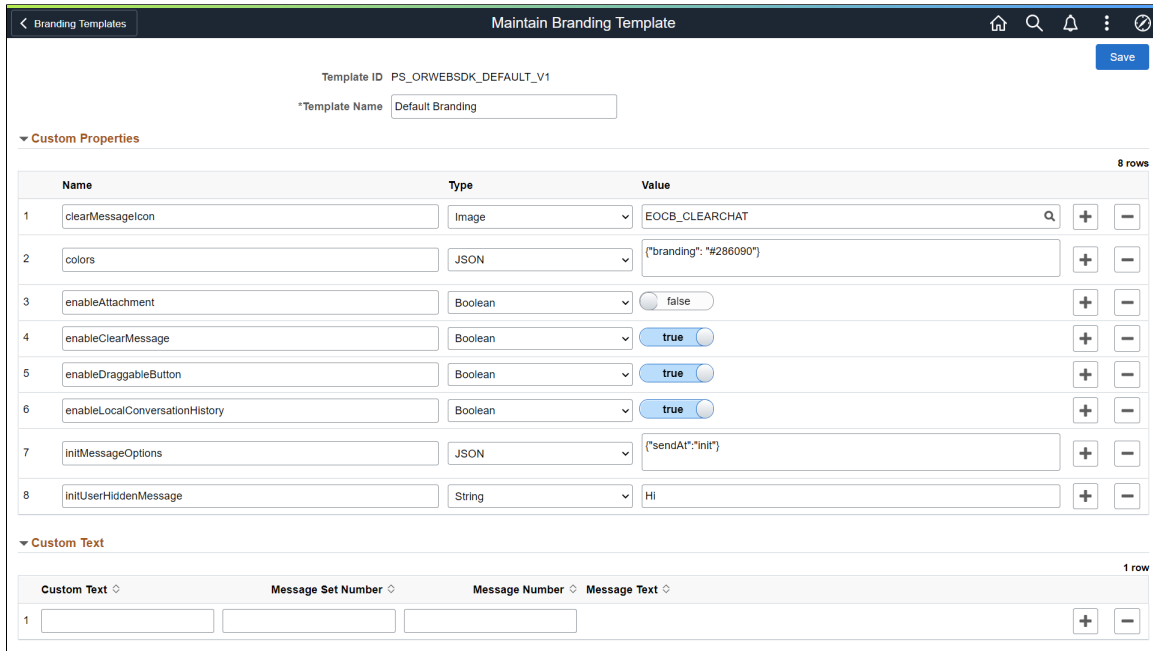 Branding Templates
Maintain Branding Template
Save
Template ID PS_ORWEBSDK_DEFAULT_V1
*Template Name Default Branding
Custom Properties
8 rows
Name Type Value
1 clearMessageIcon Image EOCB_CLEARCHAT
2 colors JSON {"branding": "#286090"}
3 enableAttachment Boolean false
4 enableClearMessage Boolean true
5 enableDraggableButton Boolean true
6 enableLocalConversationHistory Boolean true
7 initMessageOptions JSON {"sendAt":"init"}
8 initUserHiddenMessage String Hi
Custom Text
1 row
Custom Text Message Set Number Message Number Message Text
1